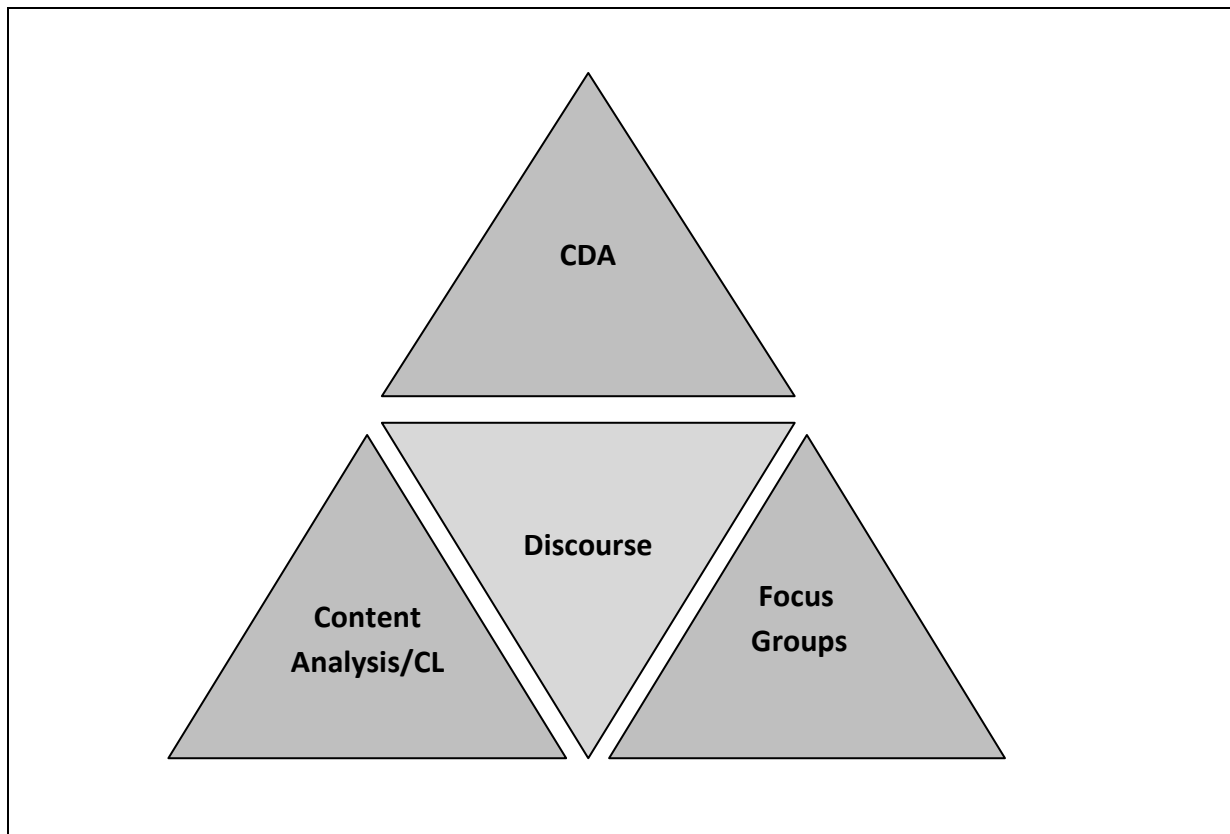 CDA
Discourse
Content
Analysis/CL
Focus
Groups